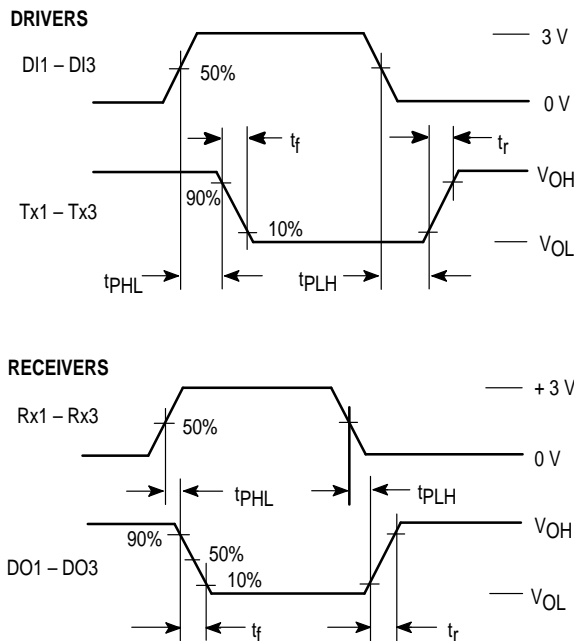 DRIVERS
3 V
DI1 – DI3
50%
0 V
tf
tr
VOH
90%
Tx1 – Tx3
10%
VOL
tPHL
tPLH
RECEIVERS
+ 3 V
Rx1 – Rx3
50%
0 V
tPHL
tPLH
VOH
90%
50%
DO1 – DO3
10%
VOL
tf
tr